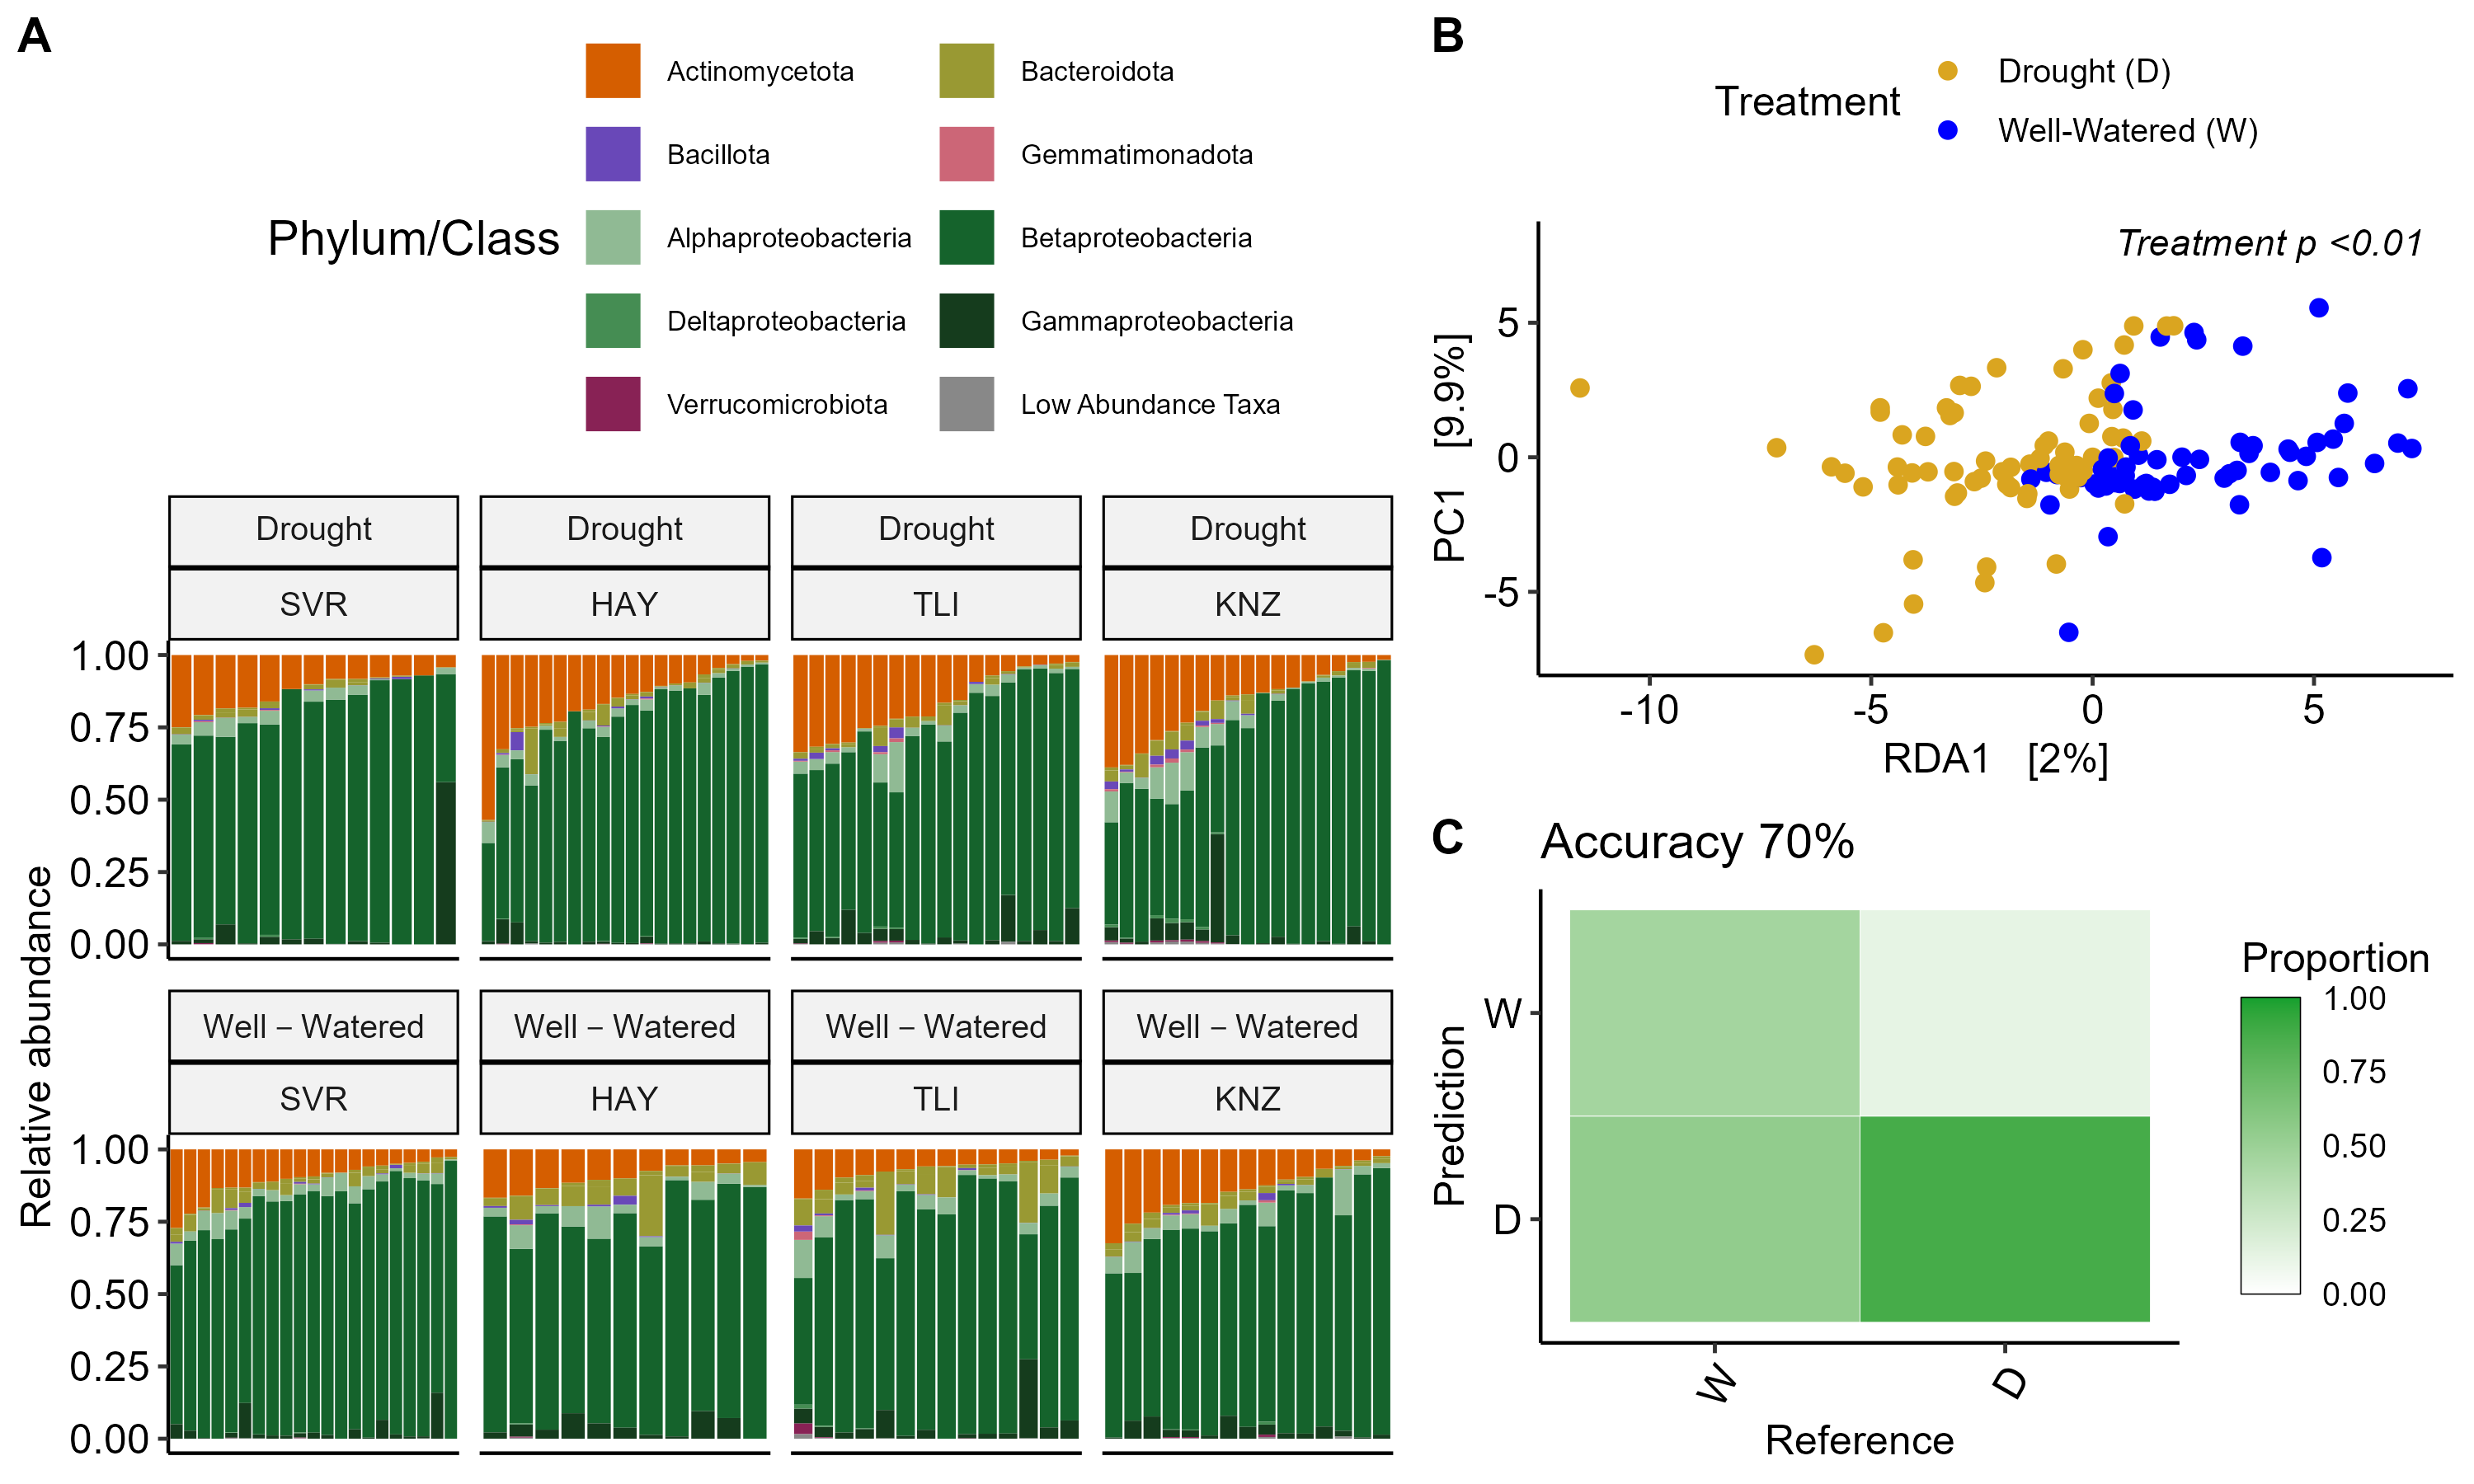 A
Phylum/Class
Actinomycetota
Bacteroidota
Bacillota
Gemmatimonadota
Alphaproteobacteria
Betaproteobacteria
Deltaproteobacteria
Gammaproteobacteria
Verrucomicrobiota
Low Abundance Taxa
Drought
Drought
Drought
Drought
SVR
HAY
TLI
KNZ
1.00
0.75
0.50
0.25
0.00
Well – Watered
Well – Watered
Well – Watered
Well – Watered
SVR
HAY
TLI
KNZ
1.00
0.75
0.50
0.25
0.00
Relative abundance
B
Treatment
Drought (D)
Well-Watered (W)
Treatment p <0.01
5
0
-5
PC1 [9.9%]
-10
-5
0
5
RDA1 [2%]
C
Accuracy 70%
Prediction
W
D
W
D
Reference
Proportion
1.00
0.75
0.50
0.25
0.00